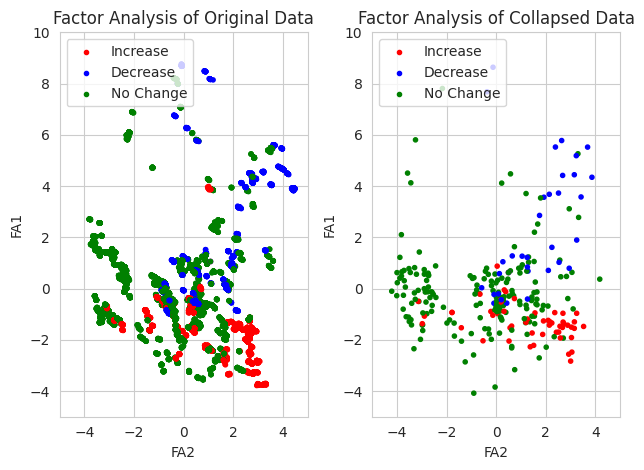 Factor Analysis of Original Data
Increase
Decrease
No Change
10
8
6
4
2
0
−2
−4
FA1
−4 −2 0 2 4
FA2
Factor Analysis of Collapsed Data
Increase
Decrease
No Change
10
8
6
4
2
0
−2
−4
FA1
−4 −2 0 2 4
FA2